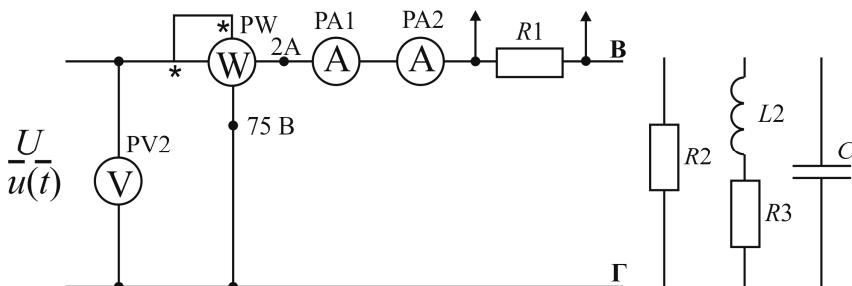 PW
PA1
PA2
*
*
W
2A
A
A
R1
В
75 В
U
u(t)
PV2
V
R2
L2
R3
C
Г